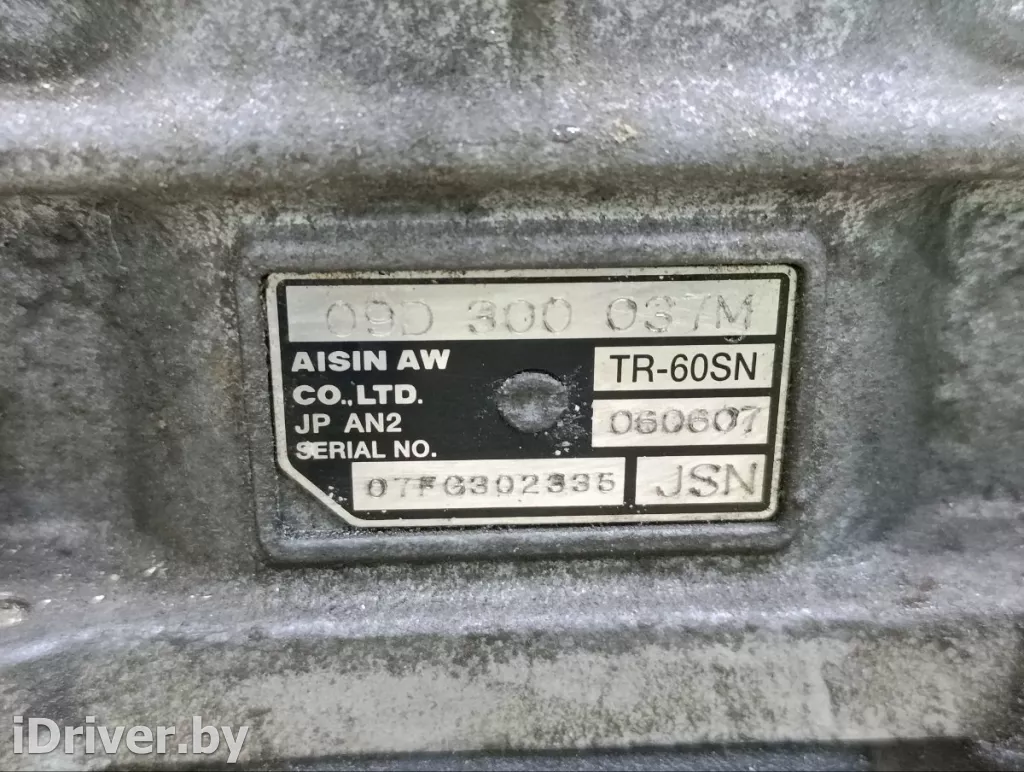 09D 300 037M
AISIN AW
CO.,LTD.
JP AN2
SERIAL NO.
TR-60SN
060607
07FG302335
JSN
iDriver.by